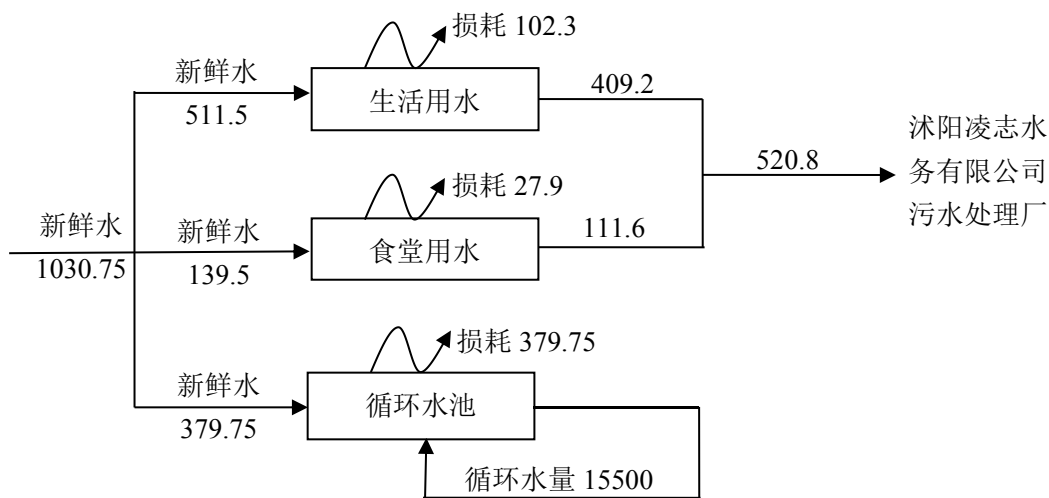 损耗 102.3
新鲜水
511.5
生活用水
409.2
沭阳凌志水
务有限公司
污水处理厂
520.8
损耗 27.9
新鲜水
1030.75
新鲜水
139.5
食堂用水
111.6
损耗 379.75
新鲜水
379.75
循环水池
循环水量 15500